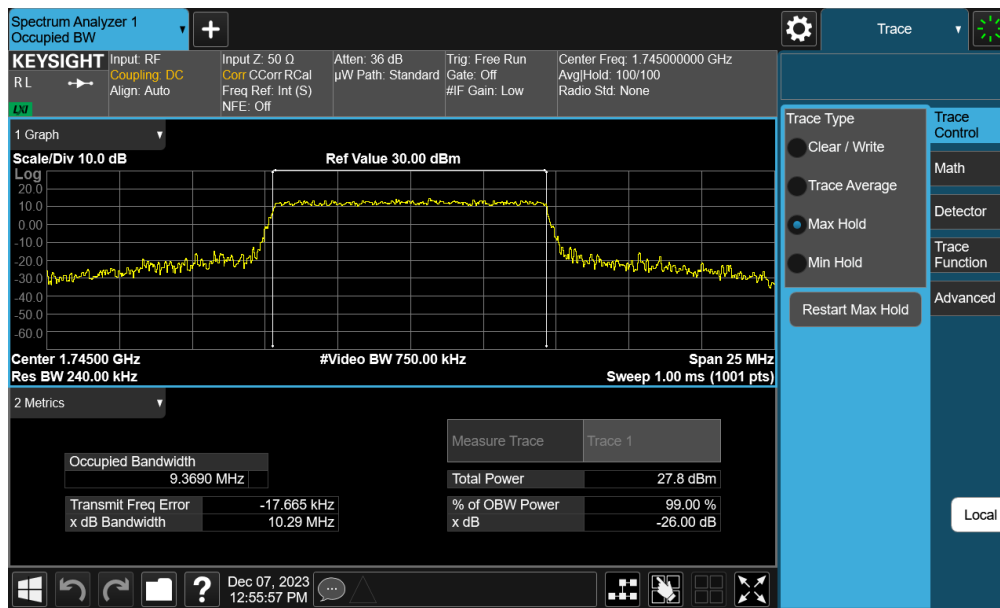 Spectrum Analyzer 1
Occupied BW
+
Trace
KEYSIGHT
R L
LXI
Input: RF
Coupling: DC
Align: Auto
Input Z: 50 Ω
Corr CCorr RCal
Freq Ref: Int (S)
NFE: Off
Atten: 36 dB
µW Path: Standard
Trig: Free Run
Gate: Off
#IF Gain: Low
Center Freq: 1.745000000 GHz
Avg|Hold: 100/100
Radio Std: None
1 Graph
Scale/Div 10.0 dB
Ref Value 30.00 dBm
Log
20.0
10.0
0.00
-10.0
-20.0
-30.0
-40.0
-50.0
-60.0
Center 1.74500 GHz
#Video BW 750.00 kHz
Span 25 MHz
Res BW 240.00 kHz
Sweep 1.00 ms (1001 pts)
2 Metrics
Measure Trace
Trace 1
Occupied Bandwidth
9.3690 MHz
Total Power
27.8 dBm
Transmit Freq Error
-17.665 kHz
% of OBW Power
99.00 %
x dB Bandwidth
10.29 MHz
x dB
-26.00 dB
Trace Type
Clear / Write
Trace Average
Max Hold
Min Hold
Restart Max Hold
Trace
Control
Math
Detector
Trace
Function
Advanced
Local
?
Dec 07, 2023
12:55:57 PM